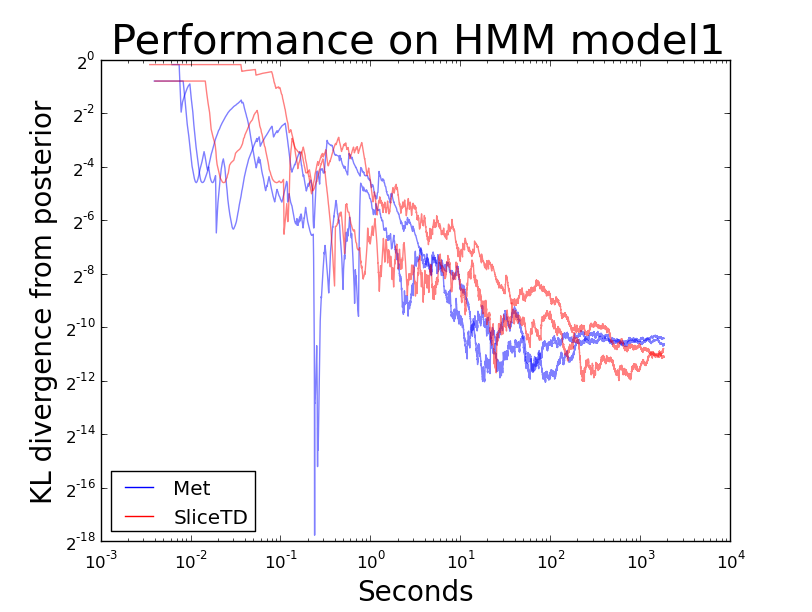 Performance on HMM model1
KL divergence from posterior
2^0
2^-2
2^-4
2^-6
2^-8
2^-10
2^-12
2^-14
2^-16
2^-18
Met
SliceTD
10^-3 10^-2 10^-1 10^0 10^1 10^2 10^3 10^4
Seconds